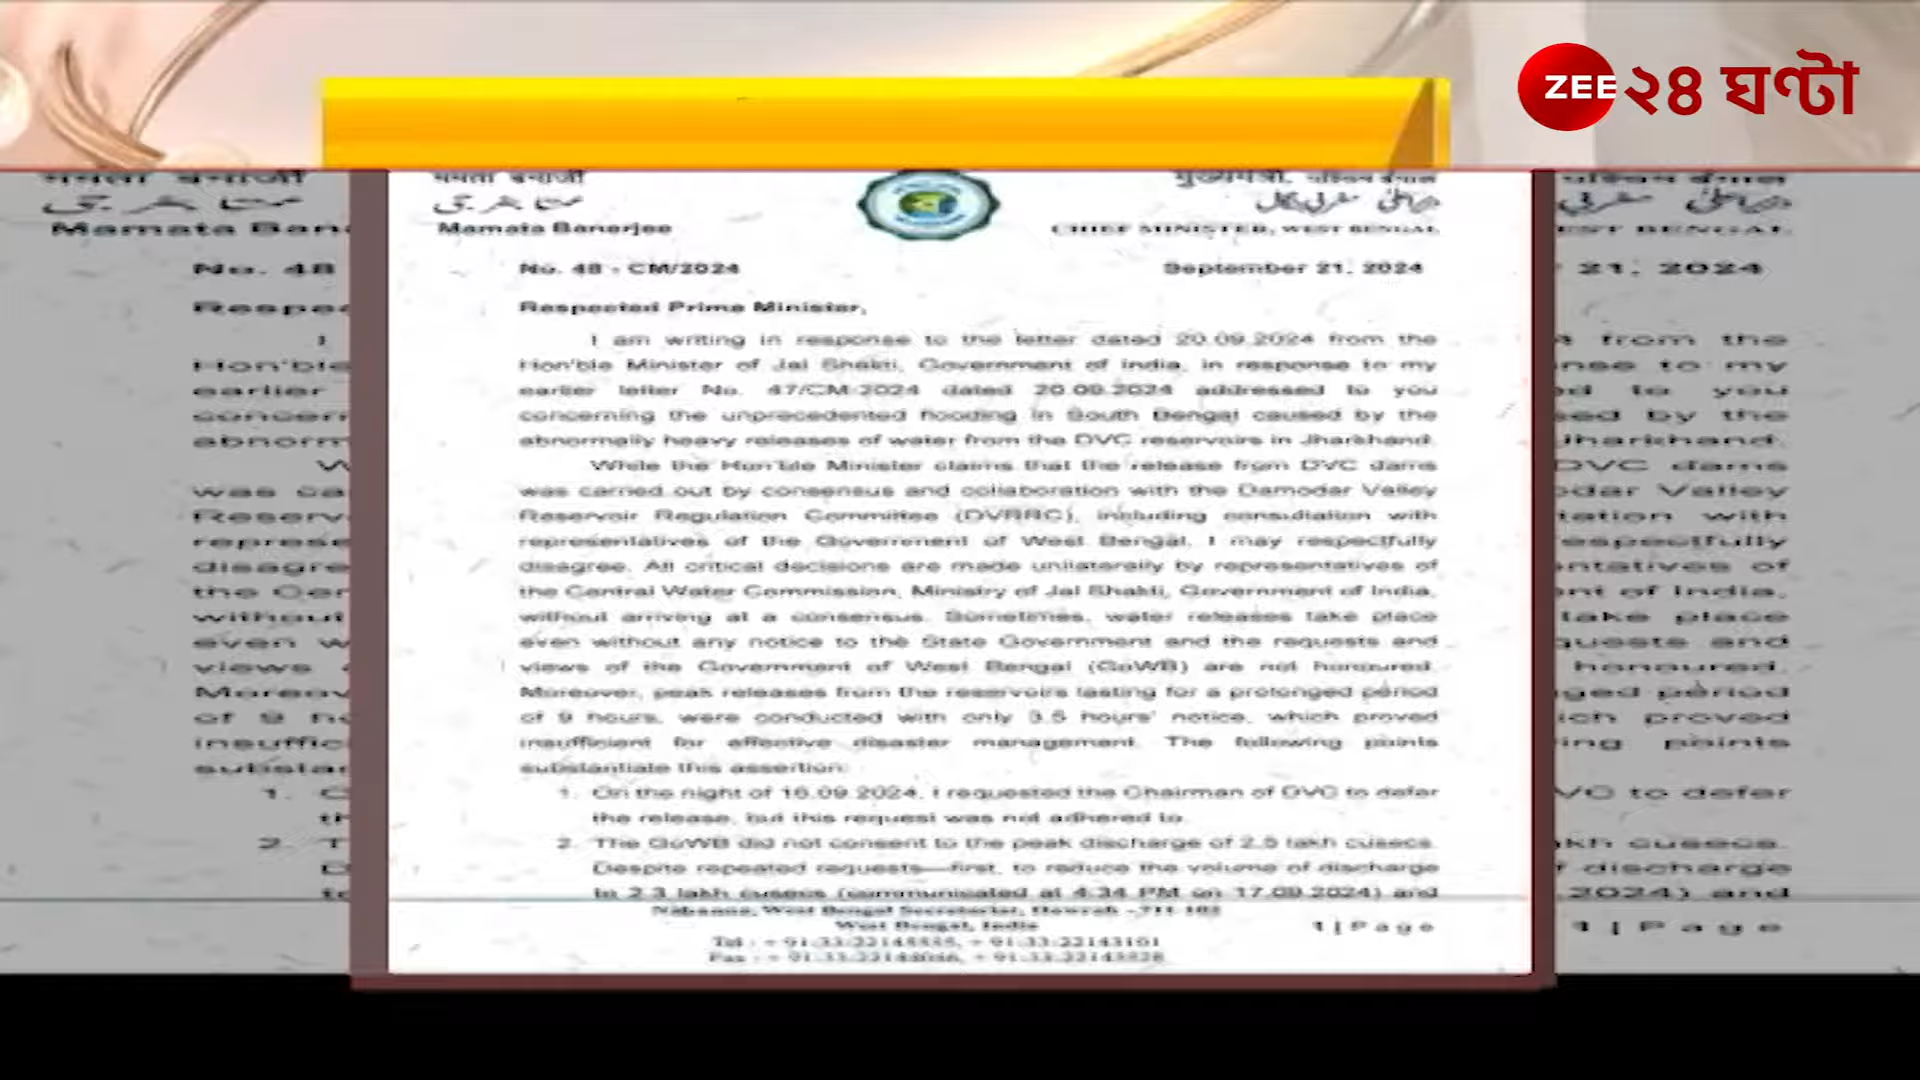 ZEE ২৪ ঘণ্টা
ममता बनर्जी
मुख्यमंत्री, पश्चिम बंगाल
Mamata Banerjee
CHIEF MINISTER, WEST BENGAL
No. 48 - CM/2024
September 21, 2024
Respected Prime Minister,
I am writing in response to the letter dated 20.09.2024 from the
Hon'ble Minister of Jal Shakti, Government of India, in response to my
earlier letter No. 47/CM-2024 dated 20.09.2024 addressed to you
concerning the unprecedented flooding in South Bengal caused by the
abnormally heavy releases of water from the DVC reservoirs in Jharkhand.
While the Hon'ble Minister claims that the release from DVC dams
was carried out by consensus and collaboration with the Damodar Valley
Reservoir Regulation Committee (DVRRC), including consultation with
representatives of the Government of West Bengal, I may respectfully
disagree. All critical decisions are made unilaterally by representatives of
the Central Water Commission, Ministry of Jal Shakti, Government of India,
without arriving at a consensus. Sometimes, water releases take place
even without any notice to the State Government and the requests and
views of the Government of West Bengal (GoWB) are not honoured.
Moreover, peak releases from the reservoirs lasting for a prolonged period
of 9 hours, were conducted with only 3.5 hours' notice, which proved
insufficient for effective disaster management. The following points
substantiate this assertion:
1. On the night of 16.09.2024, I requested the Chairman of DVC to defer
the release, but this request was not adhered to.
2. The GoWB did not consent to the peak discharge of 2.5 lakh cusecs.
Despite repeated requests—first, to reduce the volume of discharge
to 2.3 lakh cusecs (communicated at 4:34 PM on 17.09.2024) and
Nabanna, West Bengal Secretariat, Howrah - 711 102
West Bengal, India
1 | Page